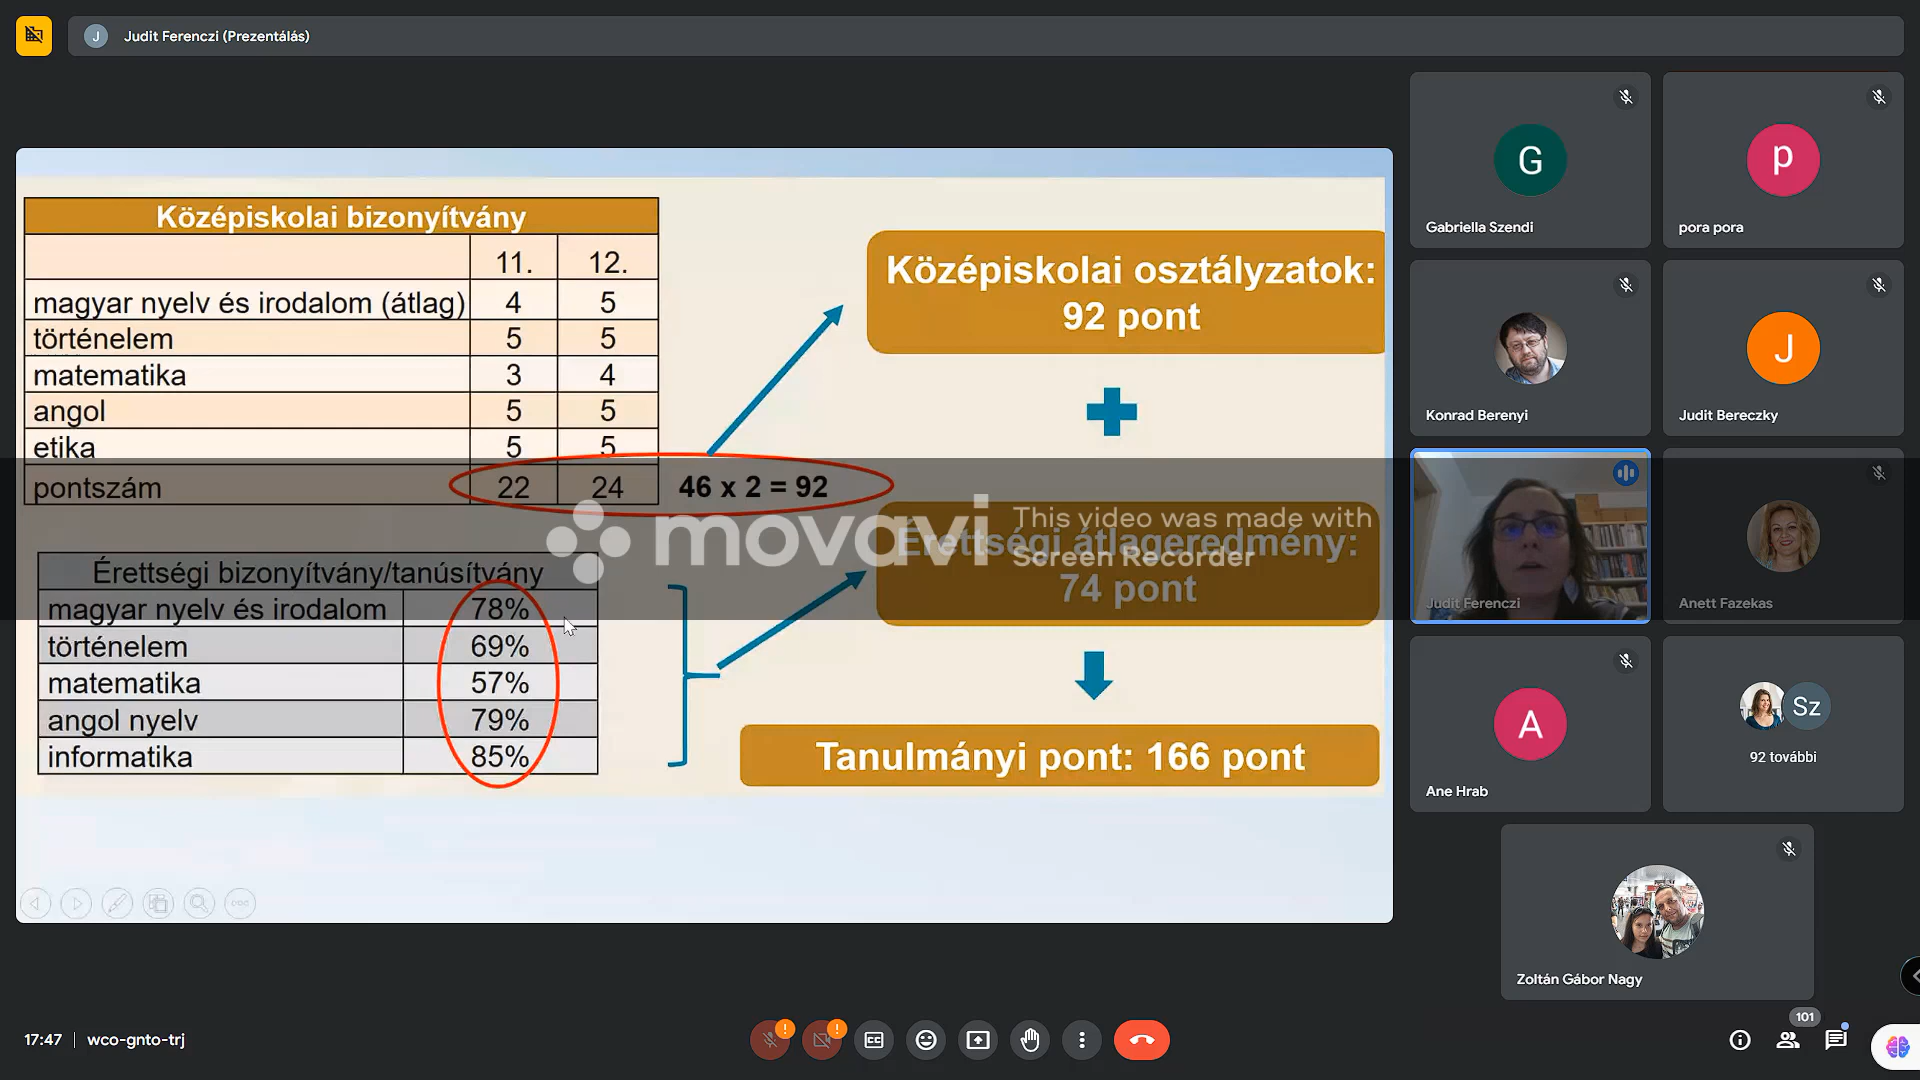 J Judit Ferenczi (Prezentálás)
Középiskolai bizonyítvány
11. 12.
magyar nyelv és irodalom (átlag) 4 5
történelem 5 5
matematika 3 4
angol 5 5
etika 5 5
pontszám 22 24 46 x 2 = 92
Középiskolai osztályzatok:
92 pont
movavi
This video was made with
Screen Recorder
Érettségi bizonyítvány/tanúsítvány
magyar nyelv és irodalom 78%
történelem 69%
matematika 57%
angol nyelv 79%
informatika 85%
Érettségi átlageredmény:
74 pont
Tanulmányi pont: 166 pont
G
Gabriella Szendi
p
pora pora
Konrad Berenyi
J
Judit Bereczky
Judit Ferenczi
Anett Fazekas
A
Ane Hrab
Sz
92 további
Zoltán Gábor Nagy
17:47 wco-gnto-trj
101